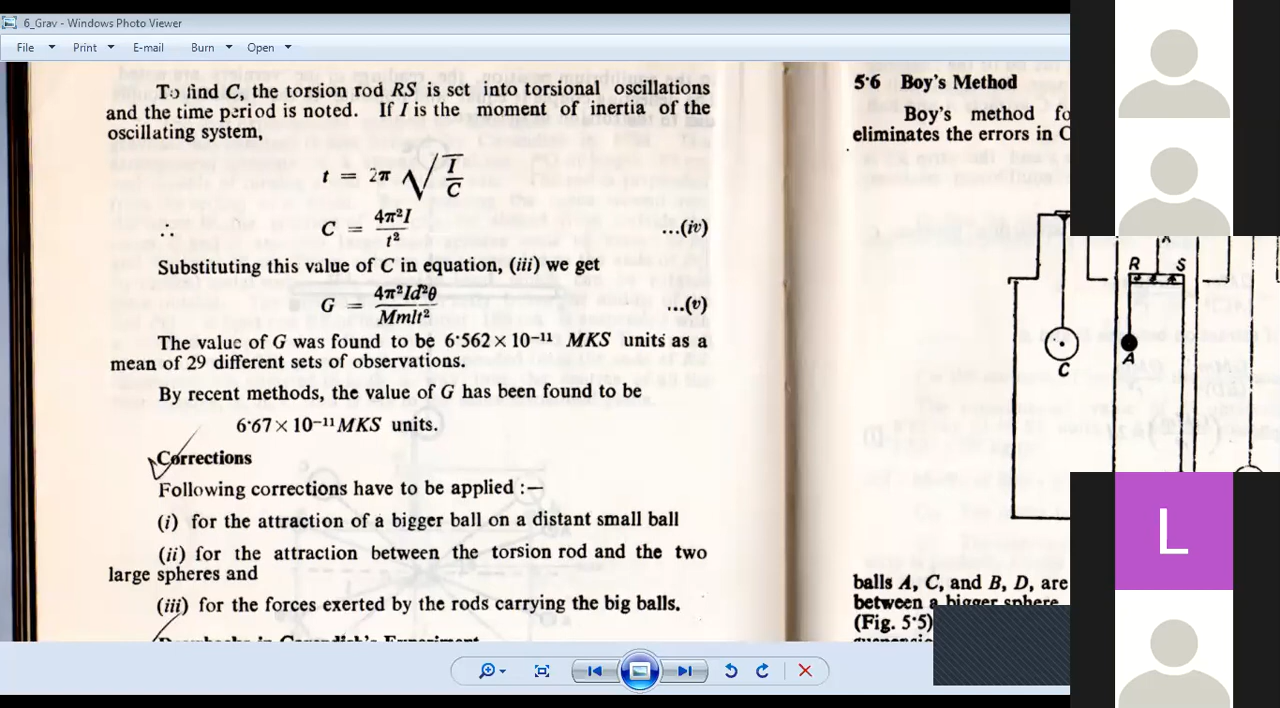 6_Grav - Windows Photo Viewer
File Print E-mail Burn Open
To find C, the torsion rod RS is set into torsional oscillations
and the time period is noted. If I is the moment of inertia of the
oscillating system,
t = 2π √I/C
∴ C = 4π²I/t² ...(iv)
Substituting this value of C in equation, (iii) we get
G = 4π²Id²θ/Mmlt² ...(v)
The value of G was found to be 6·562 × 10⁻¹¹ MKS units as a
mean of 29 different sets of observations.
By recent methods, the value of G has been found to be
6·67 × 10⁻¹¹ MKS units.
Corrections
Following corrections have to be applied :—
(i) for the attraction of a bigger ball on a distant small ball
(ii) for the attraction between the torsion rod and the two
large spheres and
(iii) for the forces exerted by the rods carrying the big balls.
in Cavendish's Experiment
5·6 Boy's Method
Boy's method
eliminates the errors in
R S
C
A
balls A, C, and B, D, are
between a bigger sphere
(Fig. 5·5)
L